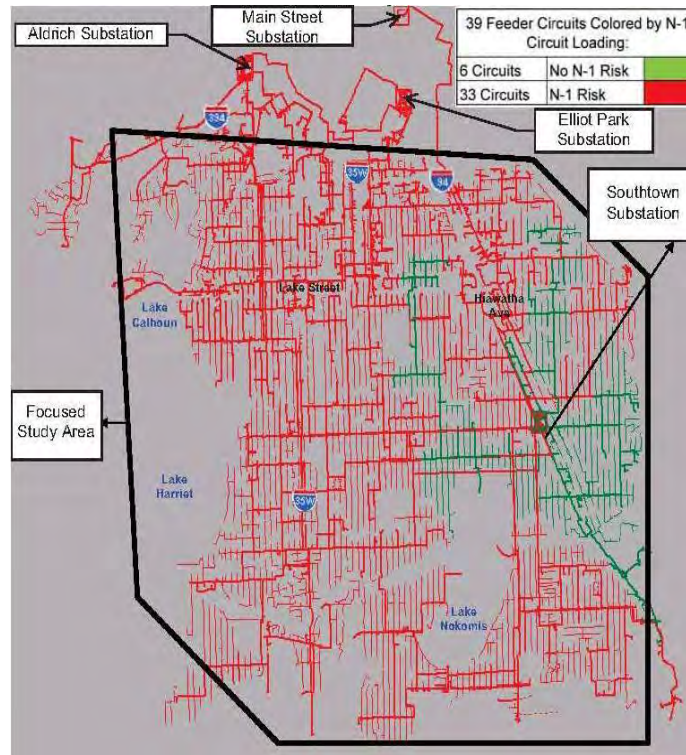 Main Street
Substation
Aldrich Substation
39 Feeder Circuits Colored by N-1
Circuit Loading:
6 Circuits No N-1 Risk
33 Circuits N-1 Risk
Elliot Park
Substation
394
35W
94
Southtown
Substation
Lake Street
Hiawatha
Ave
Lake
Calhoun
Focused
Study Area
Lake
Harriet
35W
Lake
Nokomis